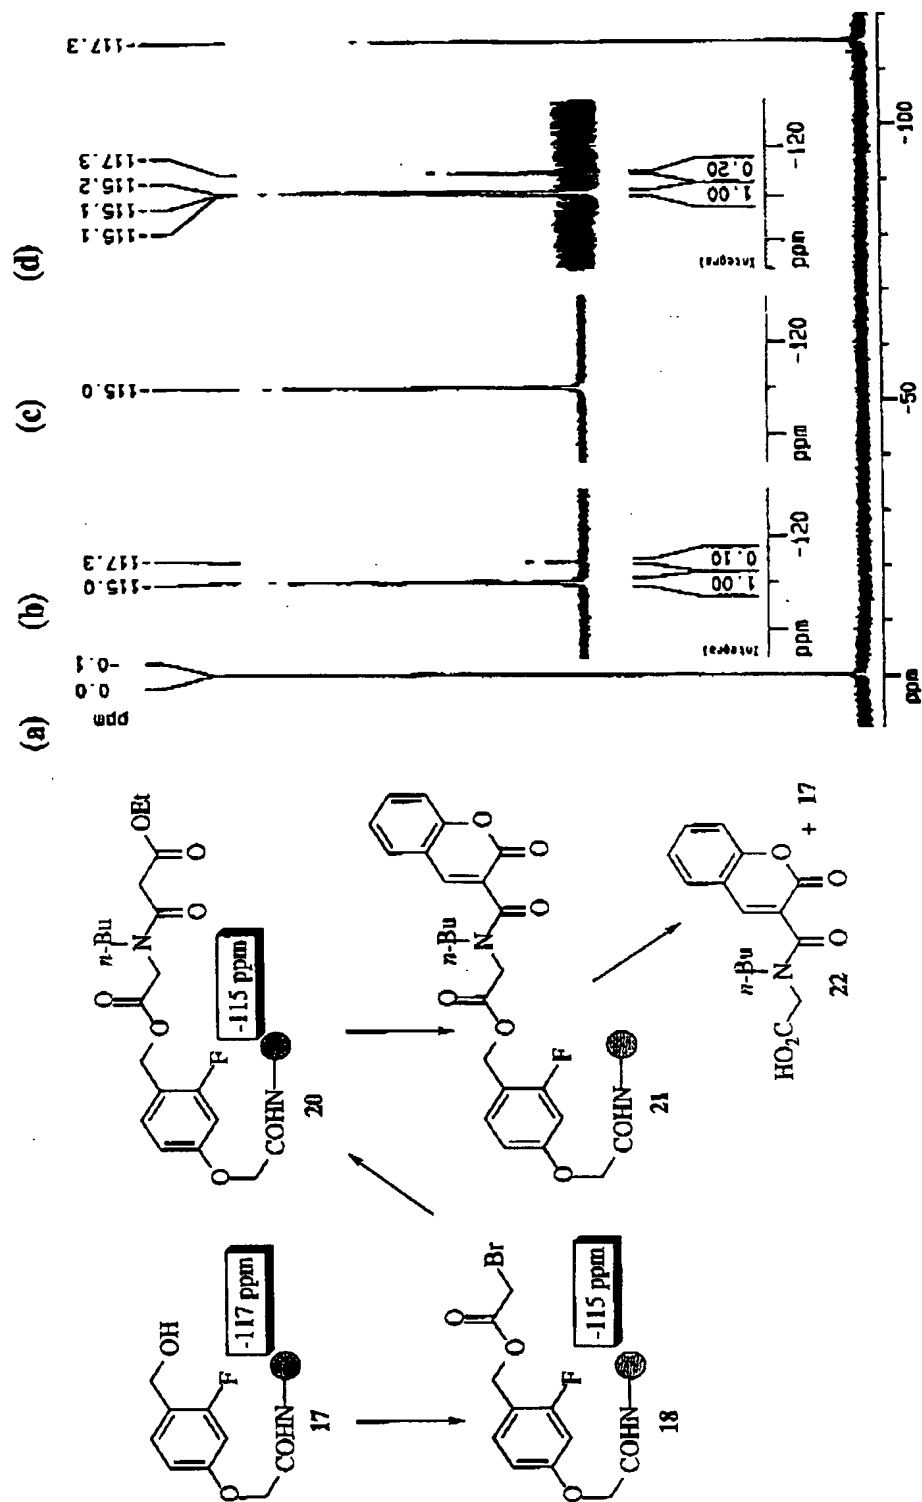 OH
F
-117 ppm
O
COHN
17
O
Br
O
F
-115 ppm
O
COHN
18
n-Bu
N
OEt
O
O
O
O
F
-115 ppm
O
COHN
20
n-Bu
N
O
O
O
O
O
F
O
COHN
21
n-Bu
N
HO₂C
O
O
O
22
+ 17
(a)
(b)
(c)
(d)
ppm
0.0
-0.1
-115.0
-117.3
-115.0
-115.1
-115.1
-115.2
-117.3
-117.3
Integral
1.00
0.10
ppm
-120
ppm
-120
Integral
1.00
0.20
ppm
-120
ppm
-50
-100